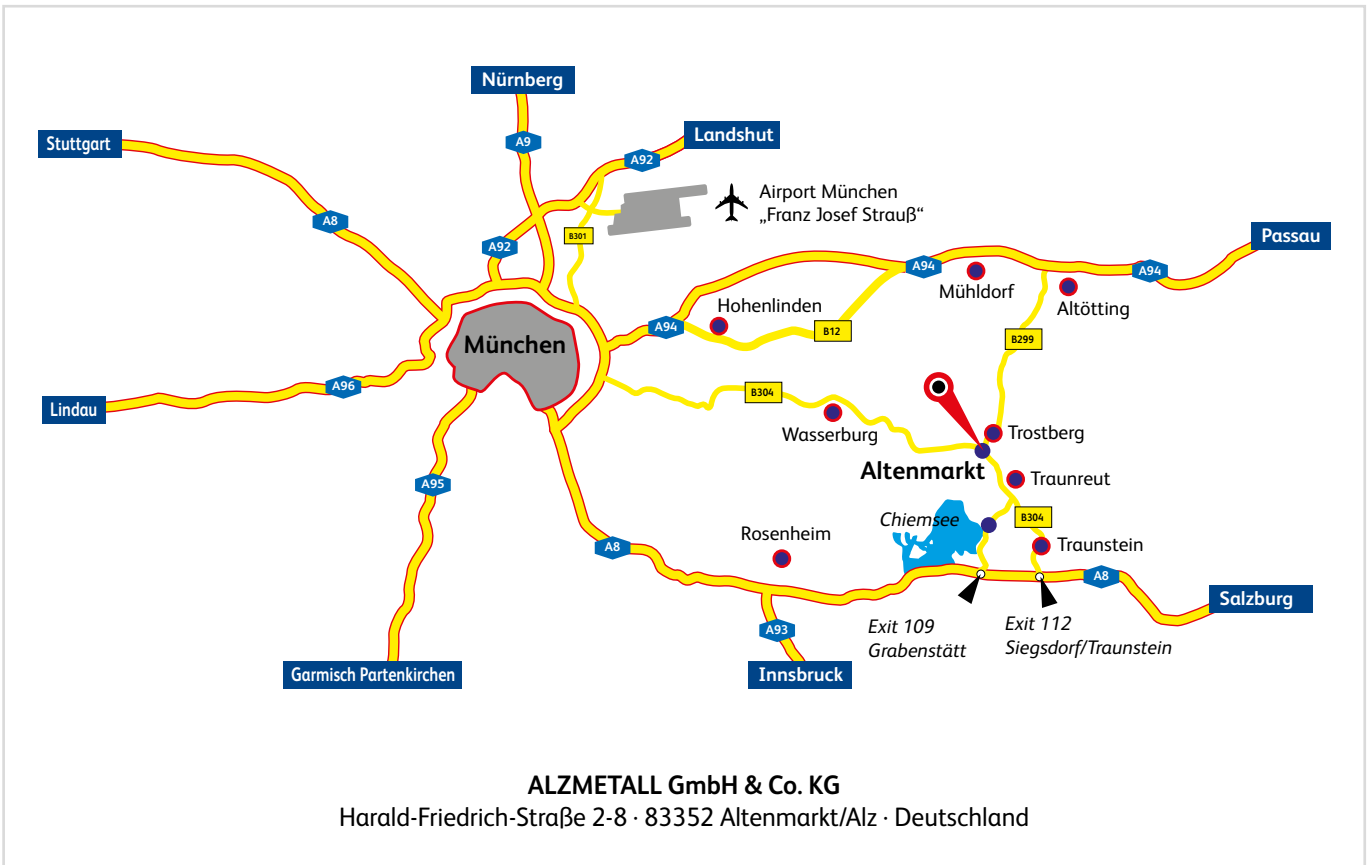 Nürnberg
Stuttgart
A9
Landshut
A92
Airport München
„Franz Josef Strauß“
A8
B301
A92
Passau
A94
A94
Mühldorf
Altötting
Hohenlinden
A94
B12
B299
München
A96
Lindau
B304
Wasserburg
Trostberg
Altenmarkt
Traunreut
A95
Chiemsee
B304
Rosenheim
Traunstein
A8
A8
Salzburg
Exit 109
Grabenstätt
Exit 112
Siegsdorf/Traunstein
A93
Garmisch Partenkirchen
Innsbruck
ALZMETALL GmbH & Co. KG
Harald-Friedrich-Straße 2-8 · 83352 Altenmarkt/Alz · Deutschland